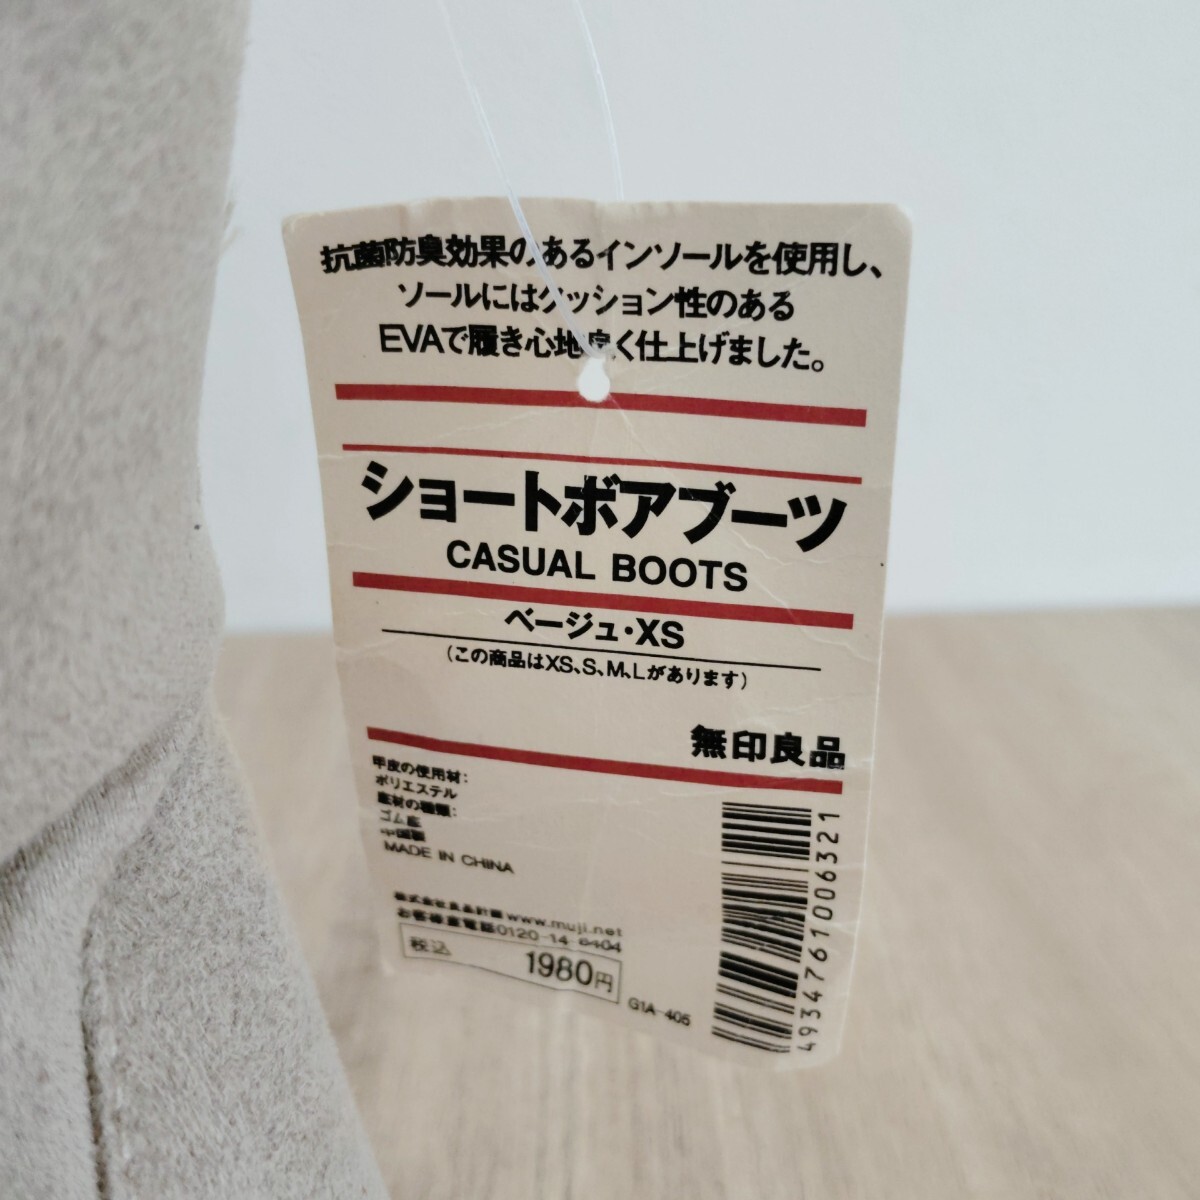 抗菌防臭効果のあるインソールを使用し、
ソールにはクッション性のある
EVAで履き心地良く仕上げました。
ショートボアブーツ
CASUAL BOOTS
ベージュ・XS
(この商品はXS、S、M、Lがあります)
無印良品
甲皮の使用材:
ポリエステル
底材の種類:
ゴム底
中国製
MADE IN CHINA
株式会社良品計画 www.muji.net
お客様室電話0120-14-6404
税込 1980円
G1A-405
4934761006321